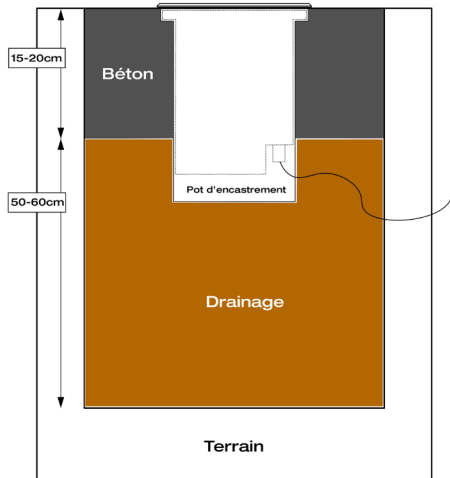 15-20cm
Béton
Pot d'encastrement
50-60cm
Drainage
Terrain